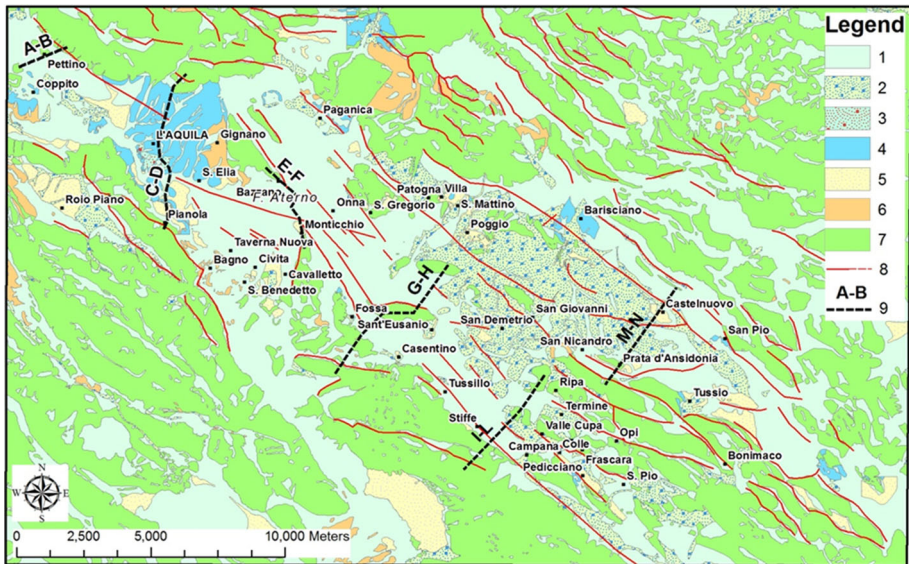 Legend
1
2
3
4
5
6
7
8
A-B
9
A-B
Pettino
Coppito
L'AQUILA
Gignano
Paganica
C-D
S. Elia
E-F
Bazzano
F. Aterno
Roio Piano
Pianola
Onna
S. Gregorio
Patogna Villa
S. Mattino
Poggio
Barisciano
Monticchio
Taverna Nuova
Bagno
Civita
Cavalletto
S. Benedetto
G-H
Fossa
Sant'Eusanio
San Demetrio
San Giovanni
Castelnuovo
M-N
San Pio
San Nicandro
Casentino
Prata d'Ansidonia
Tussillo
Ripa
Tussio
Stiffe
Termine
I-L
Valle Cupa
Campana
Colle
Opi
Frascara
Pedicciano
S. Pio
Bonimaco
N
W
E
S
0 2,500 5,000 10,000 Meters